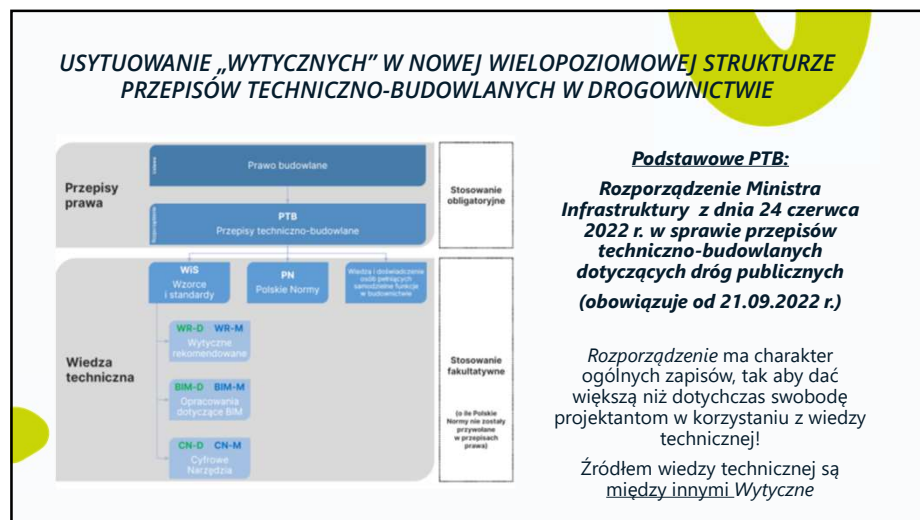 USYTUOWANIE „WYTYCZNYCH” W NOWEJ WIELOPOZIOMOWEJ STRUKTURZE
PRZEPISÓW TECHNICZNO-BUDOWLANYCH W DROGOWNICTWIE
Przepisy
prawa
Ustawa
Prawo budowlane
Rozporządzenie
PTB
Przepisy techniczno-budowlane
Stosowanie
obligatoryjne
Wiedza
techniczna
WiS
Wzorce
i standardy
PN
Polskie Normy
Wiedza i doświadczenie
osób pełniących
samodzielne funkcje
w budownictwie
WR-D WR-M
Wytyczne
rekomendowane
BIM-D BIM-M
Opracowania
dotyczące BIM
CN-D CN-M
Cyfrowe
Narzędzia
Stosowanie
fakultatywne
(o ile Polskie
Normy nie zostały
przywołane
w przepisach
prawa)
Podstawowe PTB:
Rozporządzenie Ministra
Infrastruktury z dnia 24 czerwca
2022 r. w sprawie przepisów
techniczno-budowlanych
dotyczących dróg publicznych
(obowiązuje od 21.09.2022 r.)
Rozporządzenie ma charakter
ogólnych zapisów, tak aby dać
większą niż dotychczas swobodę
projektantom w korzystaniu z wiedzy
technicznej!
Źródłem wiedzy technicznej są
między innymi Wytyczne